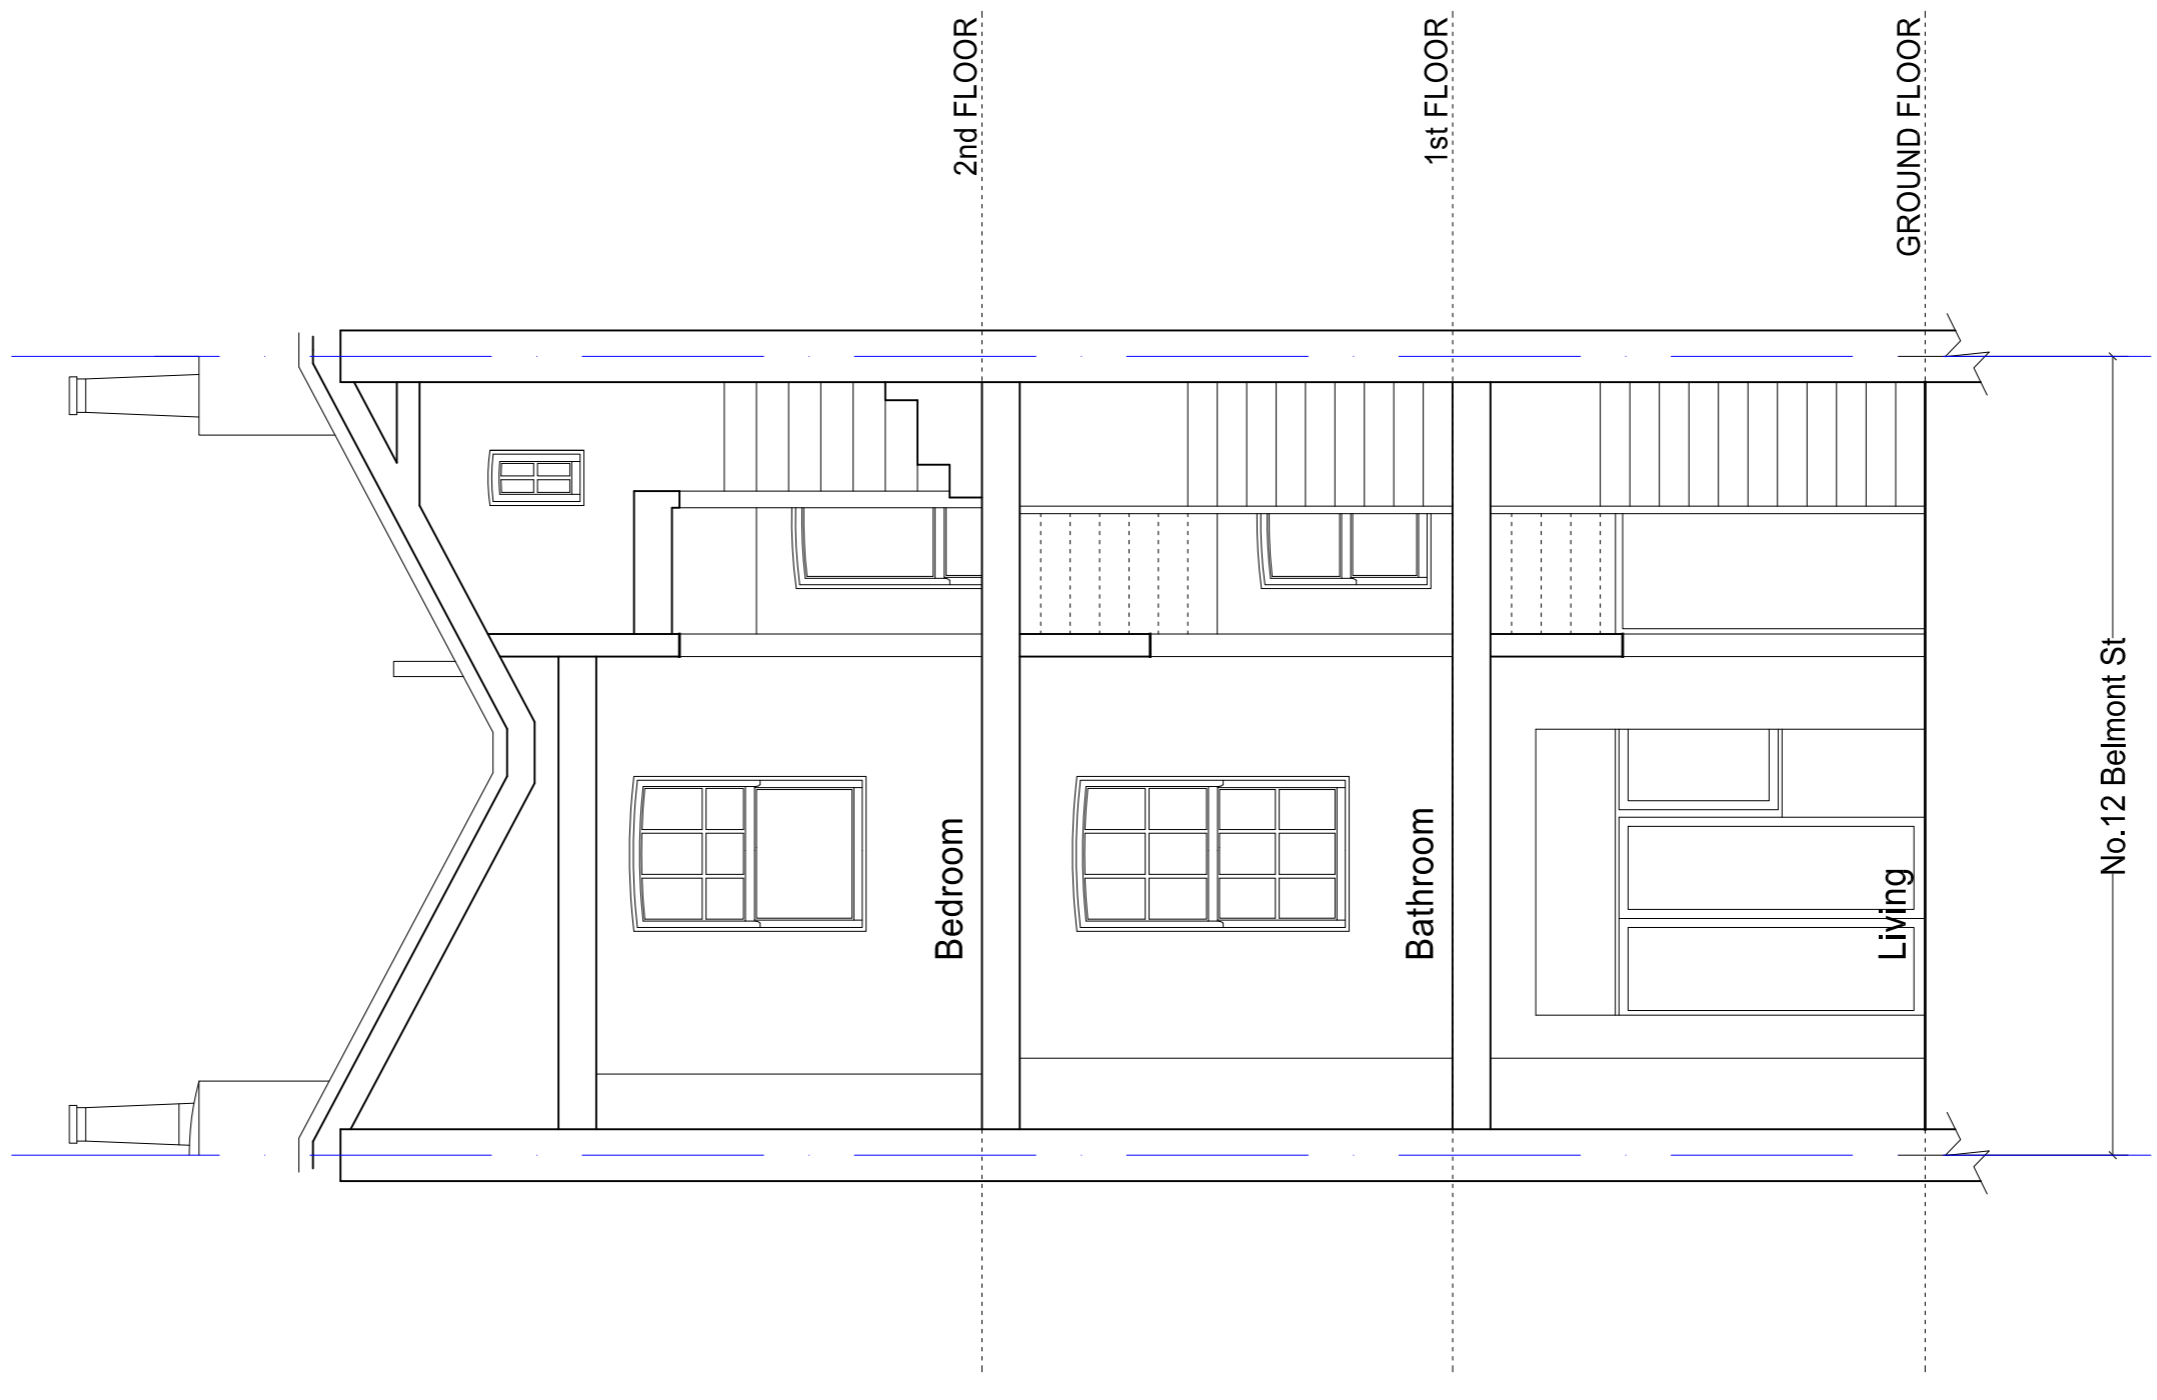 2nd FLOOR
Bedroom
1st FLOOR
Bathroom
GROUND FLOOR
Living
No.12 Belmont St